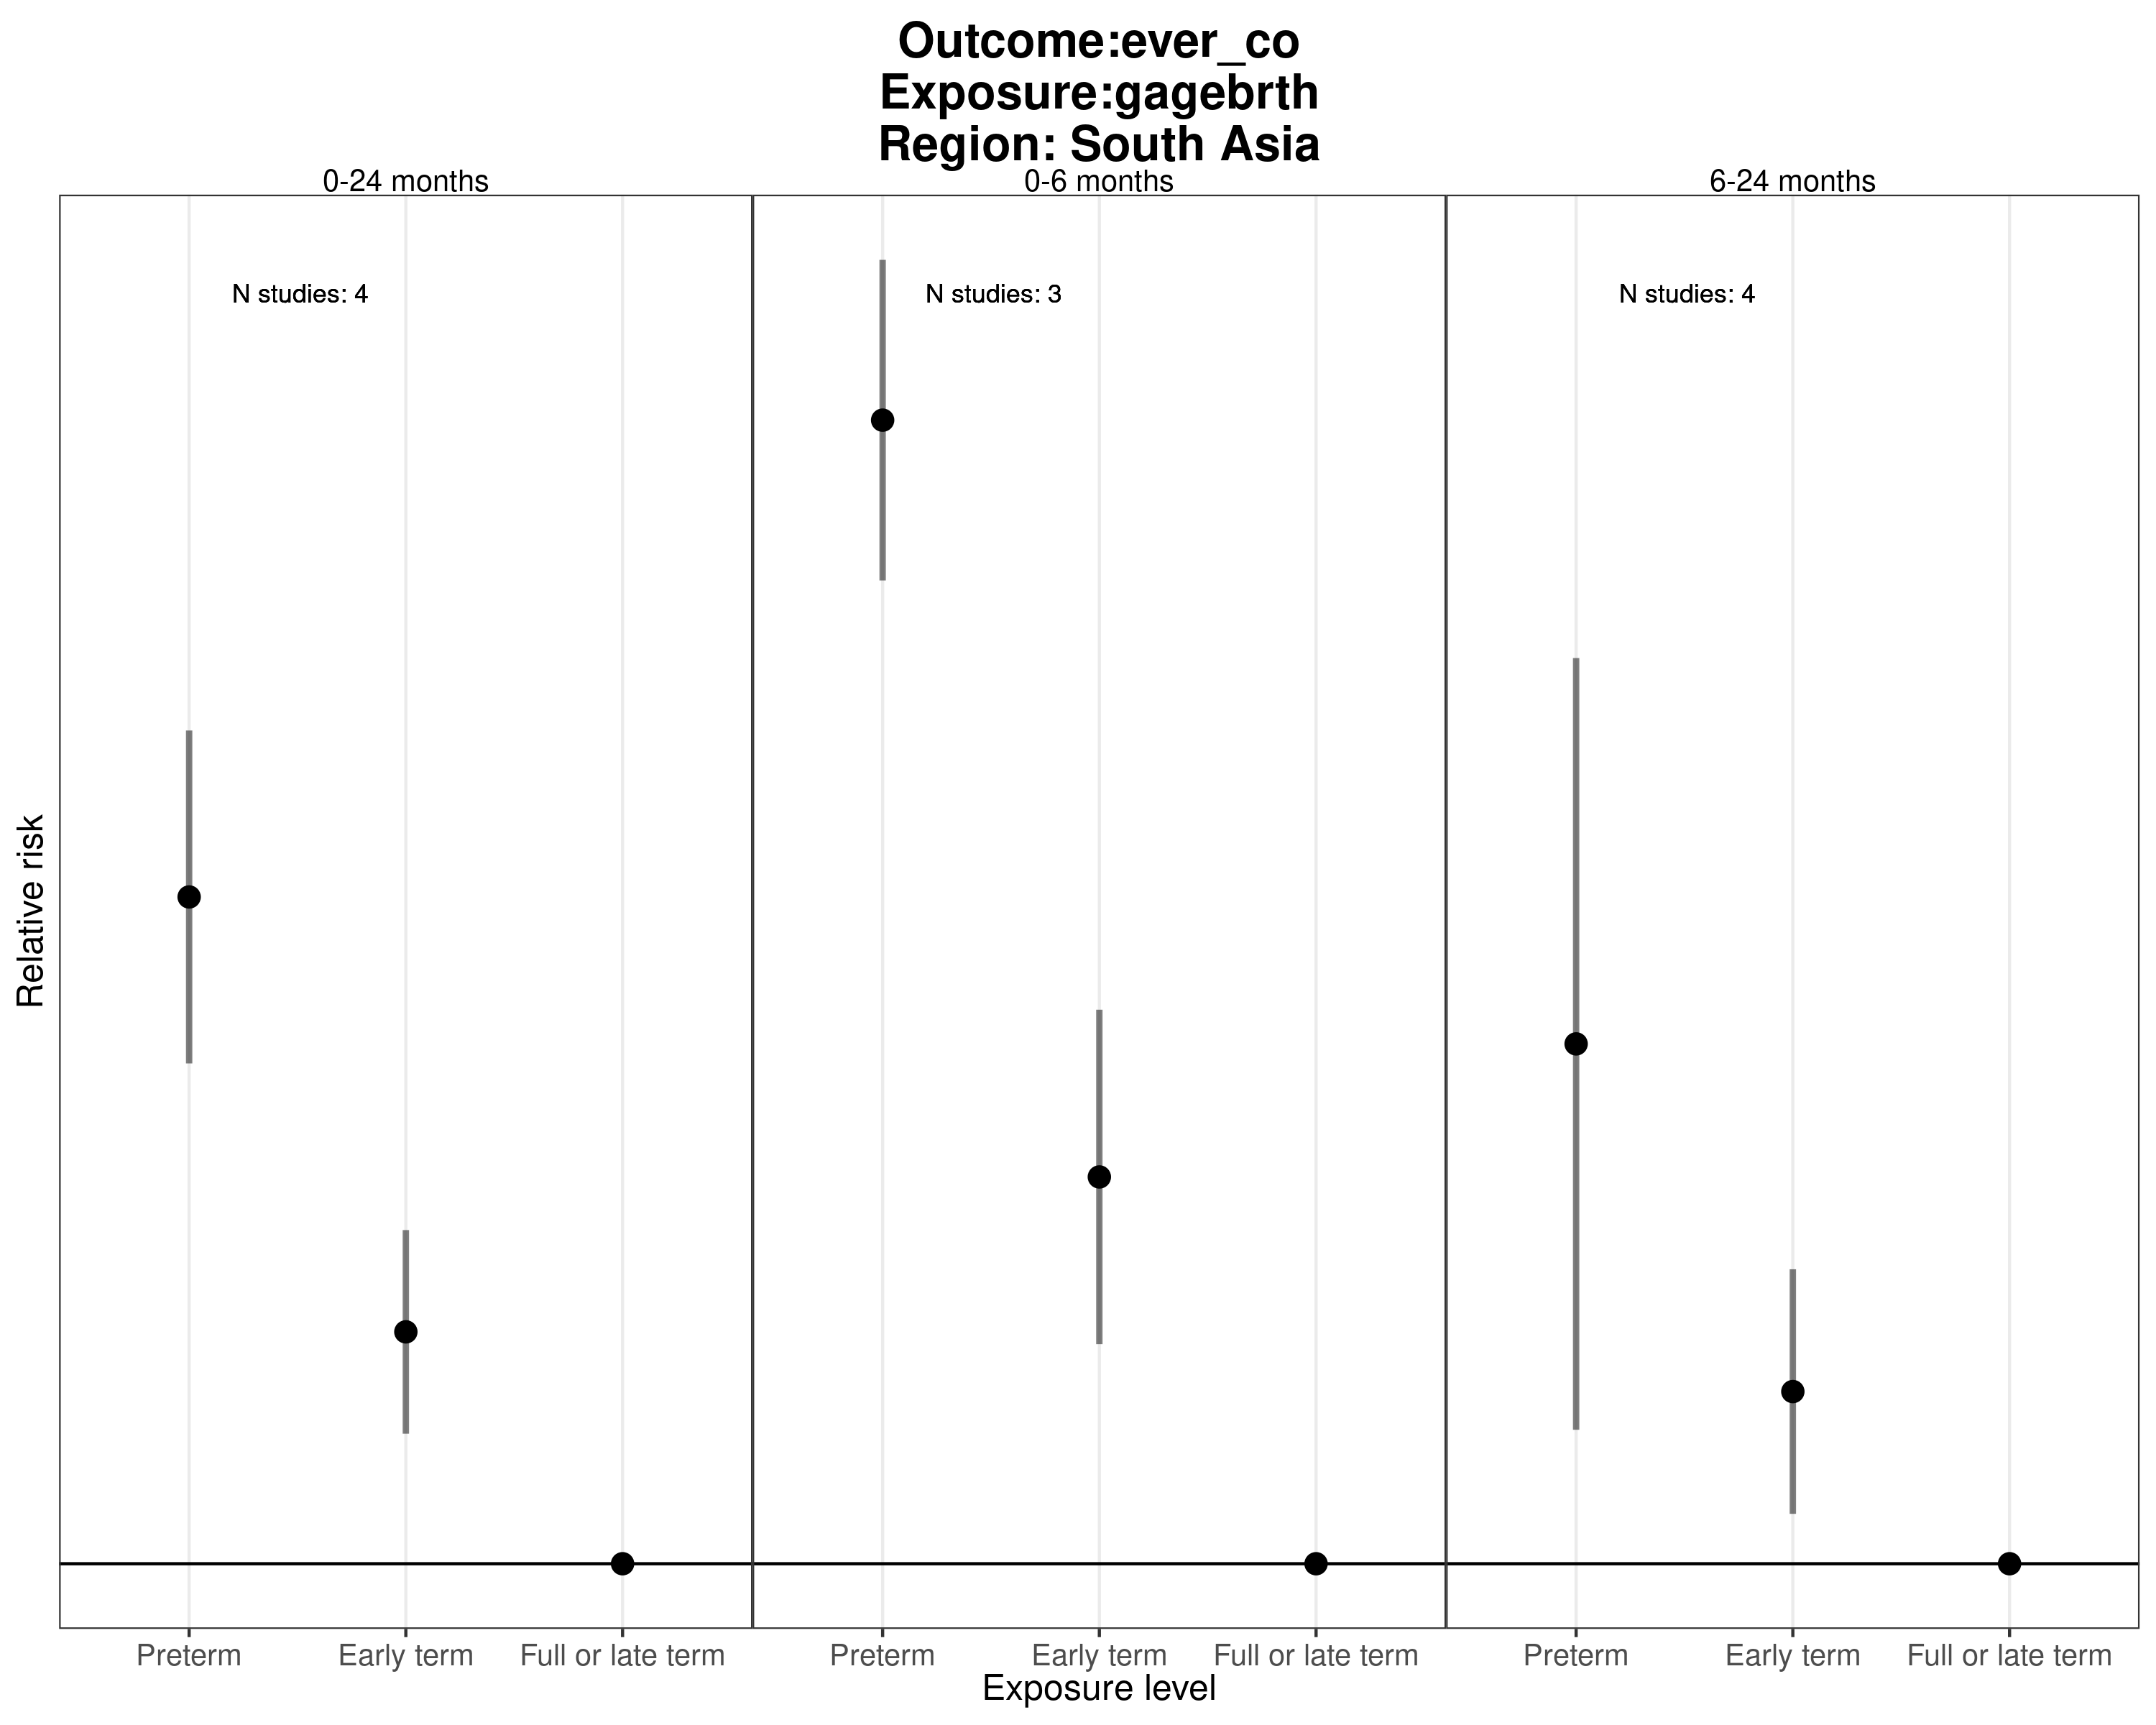 Outcome:ever_co
Exposure:gagebrth
Region: South Asia
0-24 months
0-6 months
6-24 months
N studies: 4
N studies: 3
N studies: 4
Relative risk
Preterm
Early term
Full or late term
Preterm
Early term
Full or late term
Preterm
Early term
Full or late term
Exposure level